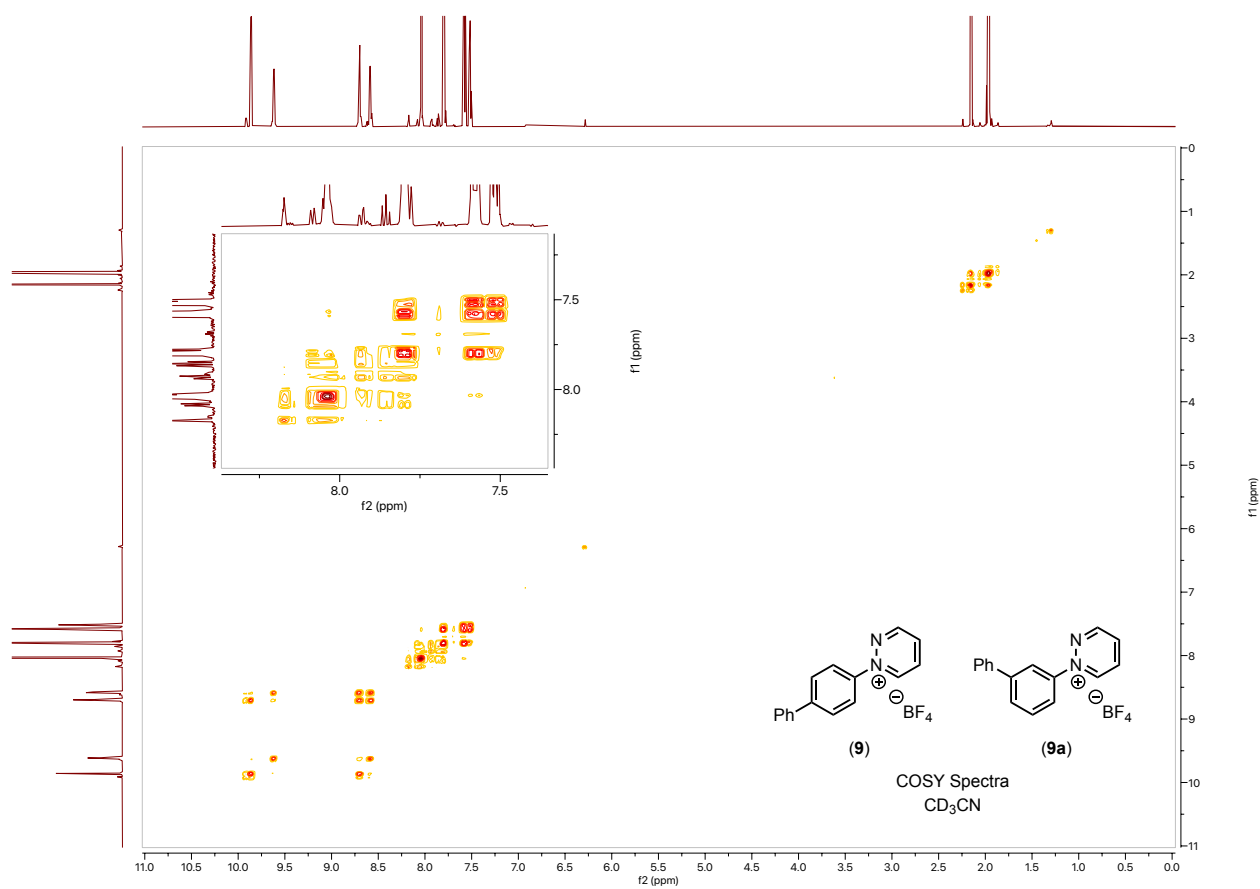 0
1
2
3
4
5
6
7
8
9
10
11
f1 (ppm)
7.5
8.0
f1 (ppm)
8.0
7.5
f2 (ppm)
N
N
+
−
BF4
Ph
(9)
N
N
+
−
BF4
Ph
(9a)
COSY Spectra
CD3CN
11.0 10.5 10.0 9.5 9.0 8.5 8.0 7.5 7.0 6.5 6.0 5.5 5.0 4.5 4.0 3.5 3.0 2.5 2.0 1.5 1.0 0.5 0.0
f2 (ppm)